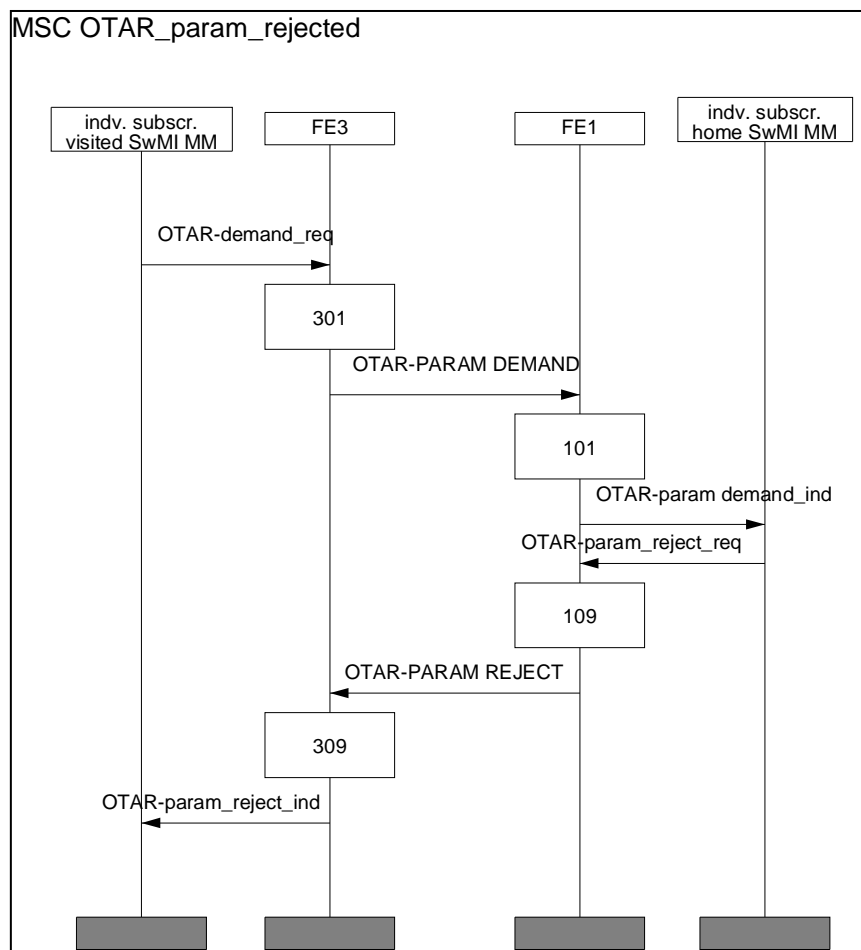 MSC OTAR_param_rejected
indv. subscr.
visited SwMI MM
FE3
FE1
indv. subscr.
home SwMI MM
OTAR-demand_req
301
OTAR-PARAM DEMAND
101
OTAR-param demand_ind
OTAR-param_reject_req
109
OTAR-PARAM REJECT
309
OTAR-param_reject_ind